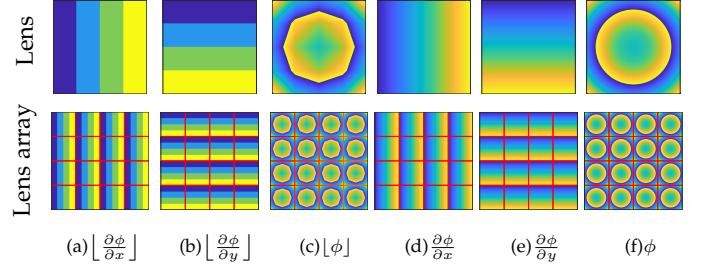 Lens
Lens array
(a) ⌊ ∂ϕ/∂x ⌋ (b) ⌊ ∂ϕ/∂y ⌋ (c) ⌊ϕ⌋ (d) ∂ϕ/∂x (e) ∂ϕ/∂y (f) ϕ